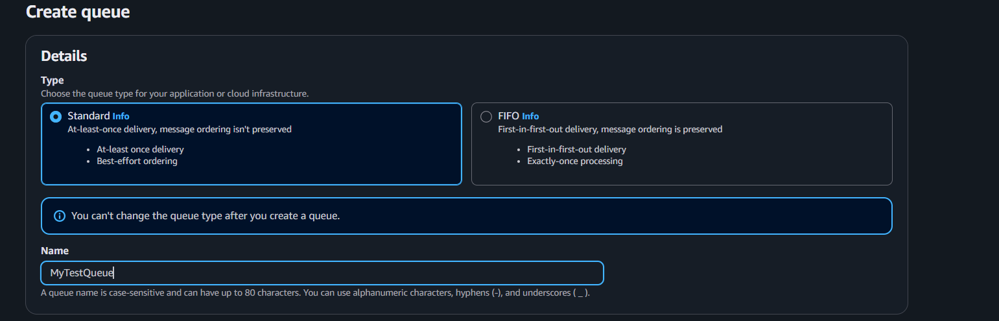 Create queue
Details
Type
Choose the queue type for your application or cloud infrastructure.
Standard Info
At-least-once delivery, message ordering isn't preserved
• At-least once delivery
• Best-effort ordering
FIFO Info
First-in-first-out delivery, message ordering is preserved
• First-in-first-out delivery
• Exactly-once processing
You can't change the queue type after you create a queue.
Name
MyTestQueue
A queue name is case-sensitive and can have up to 80 characters. You can use alphanumeric characters, hyphens (-), and underscores ( _ ).